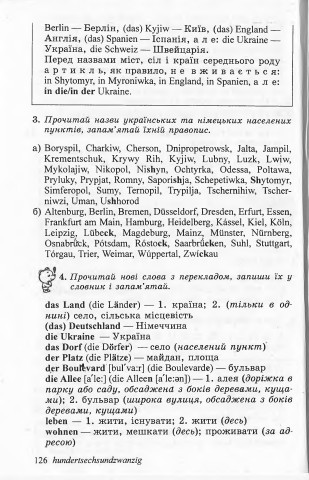 Berlin — Берлін, (das) Kyjiw — Київ, (das) England —
Англія, (das) Spanien — Іспанія, а л е: die Ukraine —
Україна, die Schweiz — Швейцарія.
Перед назвами міст, сіл і країн середнього роду
а р т и к л ь, як правило, н е в ж и в а є т ь с я:
in Shytomyr, in Myroniwka, in England, in Spanien, а л е:
in die/in der Ukraine.
3. Прочитай назви українських та німецьких населених
пунктів, запам'ятай їхній правопис.
а) Boryspil, Charkiw, Cherson, Dnipropetrowsk, Jalta, Jampil,
Krementschuk, Krywy Rih, Kyjiw, Lubny, Luzk, Lwiw,
Mykolajiw, Nikopol, Nishyn, Ochtyrka, Odessa, Poltawa,
Pryluky, Prypjat, Romny, Saporishja, Schepetiwka, Shytomyr,
Simferopol, Sumy, Ternopil, Trypilja, Tschernihiw, Tscher-
niwzi, Uman, Ushhorod
б) Altenburg, Berlin, Bremen, Düsseldorf, Dresden, Erfurt, Essen,
Frankfurt am Main, Hamburg, Heidelberg, Kassel, Kiel, Köln,
Leipzig, Lübeck, Magdeburg, Mainz, Münster, Nürnberg,
Osnabrück, Pótsdam, Róstock, Saarbrücken, Suhl, Stuttgart,
Tórgau, Trier, Weimar, Wúppertal, Zwickau
4. Прочитай нові слова з перекладом, запиши їх у
словник і запам'ятай.
das Land (die Länder) — 1. країна; 2. (тільки в од-
нині) село, сільська місцевість
(das) Deutschland — Німеччина
die Ukraine — Україна
das Dorf (die Dörfer) — село (населений пункт)
der Platz (die Plätze) — майдан, площа
der Boulevard [bul'va:r] (die Boulevarde) — бульвар
die Allee [a'le:] (die Alleen [a'le:ən]) — 1. алея (доріжка в
парку або саду, обсаджена з боків деревами, куща-
ми); 2. бульвар (широка вулиця, обсаджена з боків
деревами, кущами)
leben — 1. жити, існувати; 2. жити (десь)
wohnen — жити, мешкати (десь); проживати (за ад-
ресою)
126 hundertsechsundzwanzig